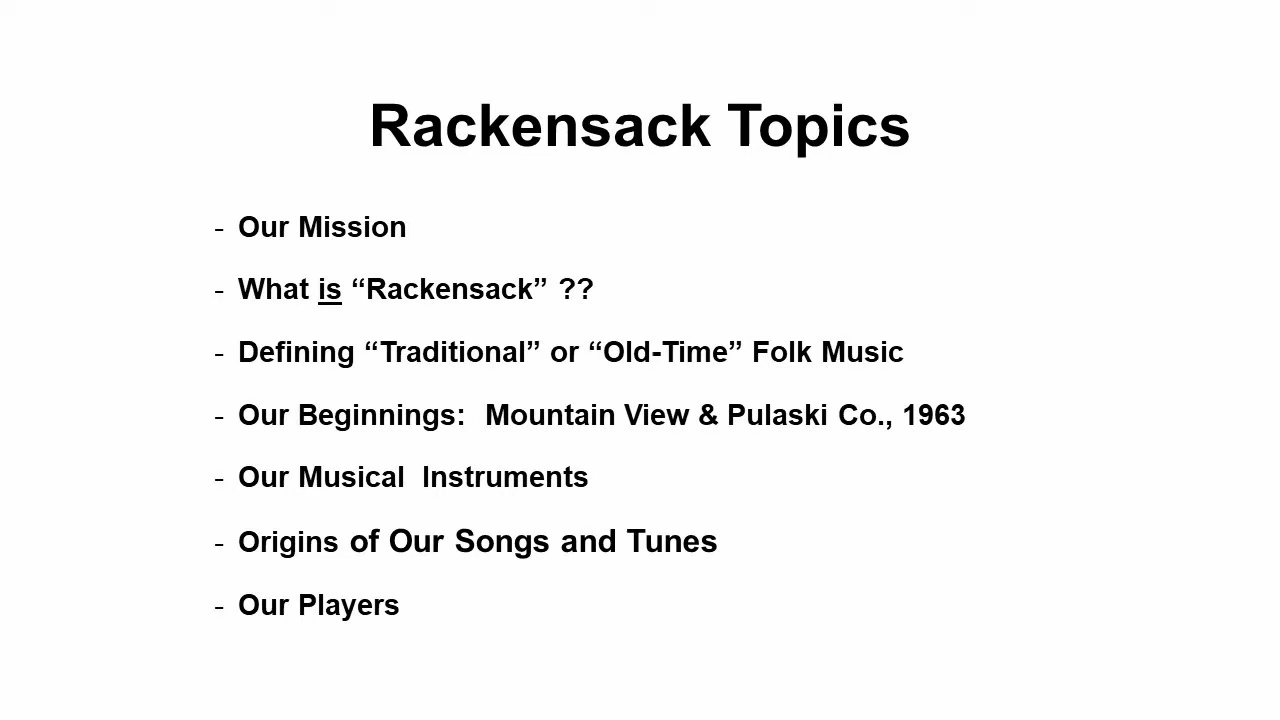 Rackensack Topics
- Our Mission
- What is “Rackensack” ??
- Defining “Traditional” or “Old-Time” Folk Music
- Our Beginnings:  Mountain View & Pulaski Co., 1963
- Our Musical  Instruments
- Origins of Our Songs and Tunes
- Our Players